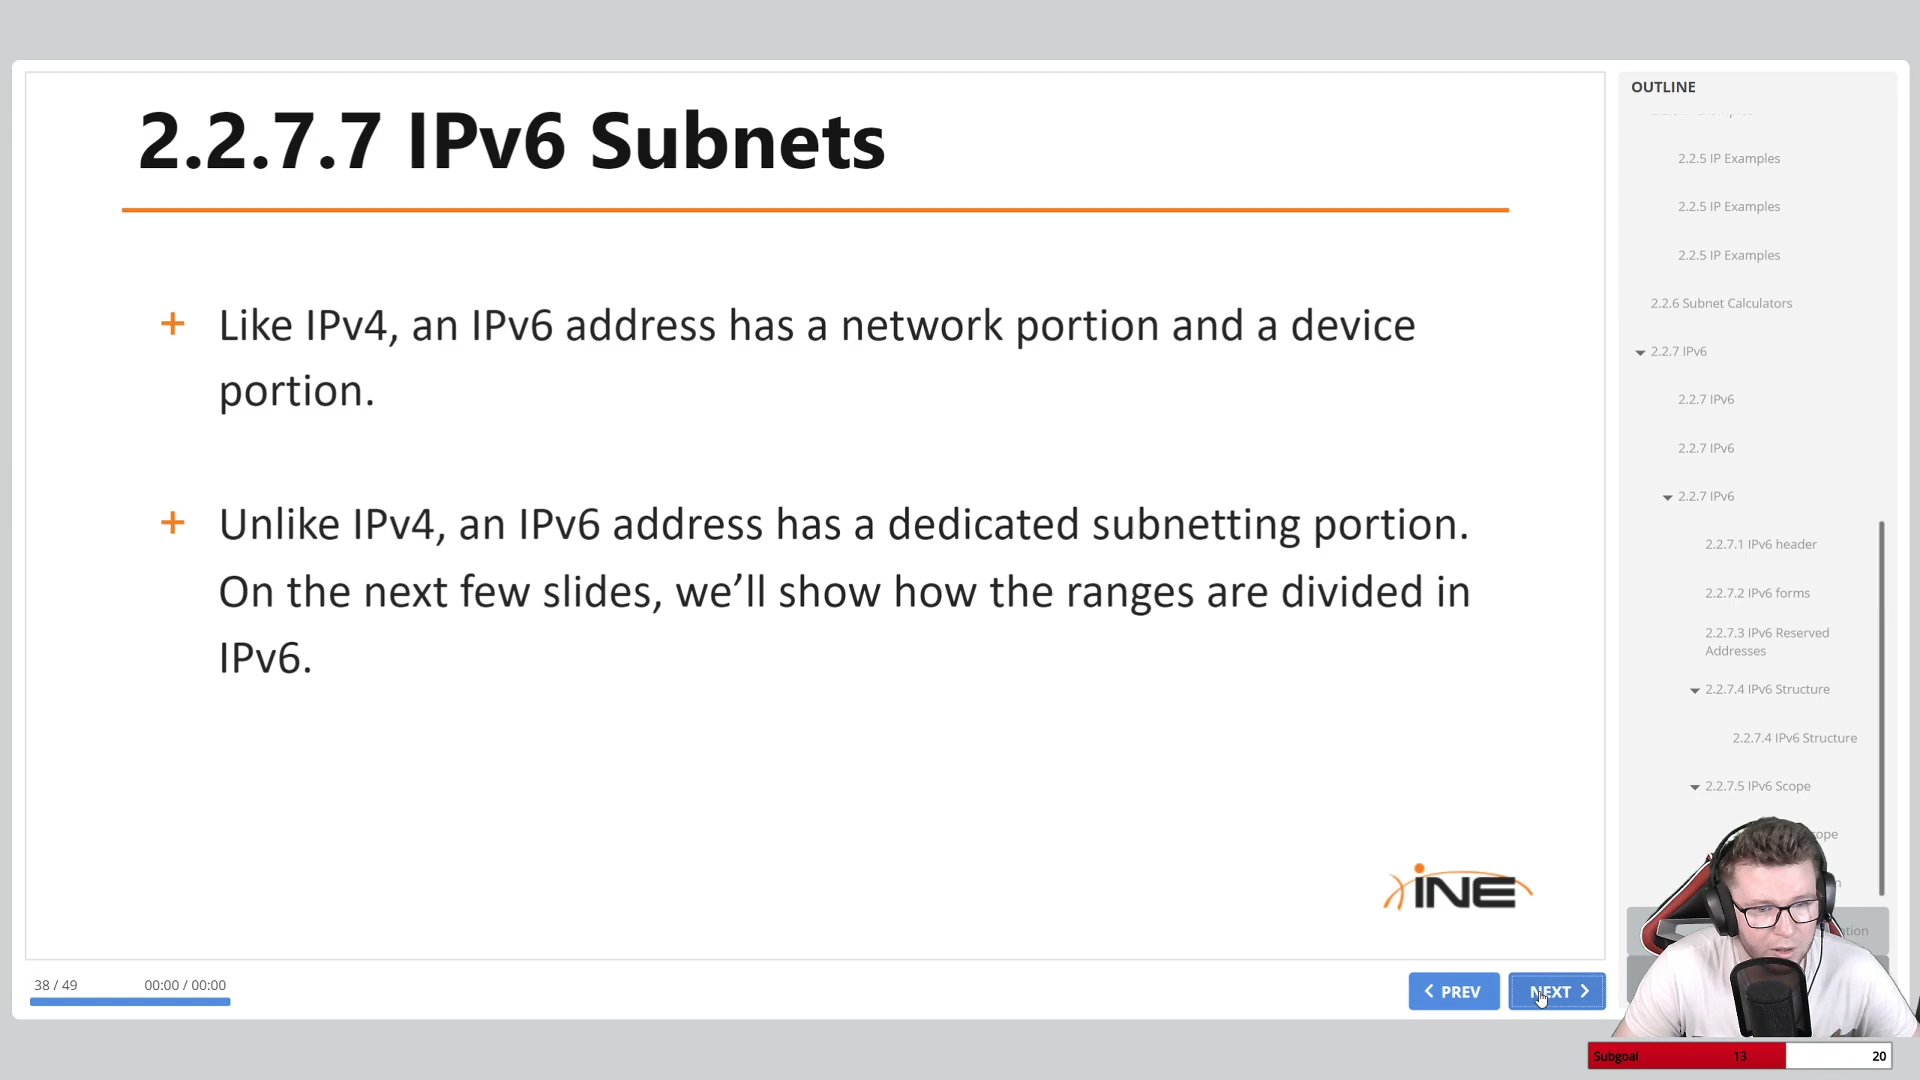 2.2.7.7 IPv6 Subnets
+ Like IPv4, an IPv6 address has a network portion and a device
portion.
+ Unlike IPv4, an IPv6 address has a dedicated subnetting portion.
On the next few slides, we’ll show how the ranges are divided in
IPv6.
iNE
38 / 49
00:00 / 00:00
PREV
NEXT
OUTLINE
2.2.5 IP Examples
2.2.5 IP Examples
2.2.5 IP Examples
2.2.6 Subnet Calculators
2.2.7 IPv6
2.2.7 IPv6
2.2.7 IPv6
2.2.7 IPv6
2.2.7.1 IPv6 header
2.2.7.2 IPv6 forms
2.2.7.3 IPv6 Reserved
Addresses
2.2.7.4 IPv6 Structure
2.2.7.4 IPv6 Structure
2.2.7.5 IPv6 Scope
Subgoal 13 20